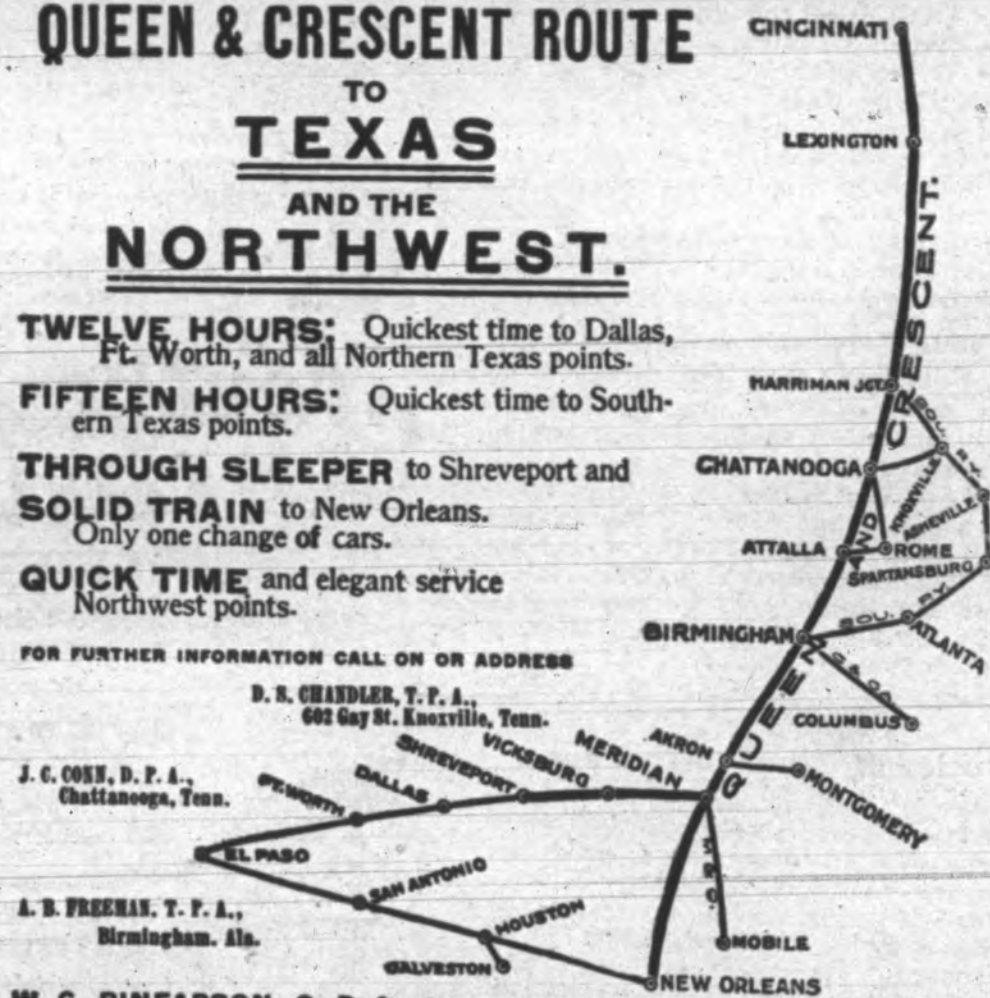 QUEEN & CRESCENT ROUTE
TO
TEXAS
AND THE
NORTHWEST.
TWELVE HOURS: Quickest time to Dallas,
Ft. Worth, and all Northern Texas points.
FIFTEEN HOURS: Quickest time to South-
ern Texas points.
THROUGH SLEEPER to Shreveport and
SOLID TRAIN to New Orleans.
Only one change of cars.
QUICK TIME and elegant service
Northwest points.
FOR FURTHER INFORMATION CALL ON OR ADDRESS
D. S. CHANDLER, T. P. A.,
602 Gay St. Knoxville, Tenn.
J. C. CONN, D. P. A.,
Chattanooga, Tenn.
A. B. FREEMAN, T. P. A.,
Birmingham. Ala.
CINCINNATI
LEXINGTON
HARRIMAN JCT.
CHATTANOOGA
KNOXVILLE
ASHEVILLE
ATTALLA
ROME
SPARTANSBURG
BIRMINGHAM
ATLANTA
COLUMBUS
AKRON
MONTGOMERY
MERIDIAN
VICKSBURG
SHREVEPORT
DALLAS
FT. WORTH
EL PASO
SAN ANTONIO
HOUSTON
GALVESTON
MOBILE
NEW ORLEANS
QUEEN AND CRESCENT.
SOU. RY.
SOU. RY.